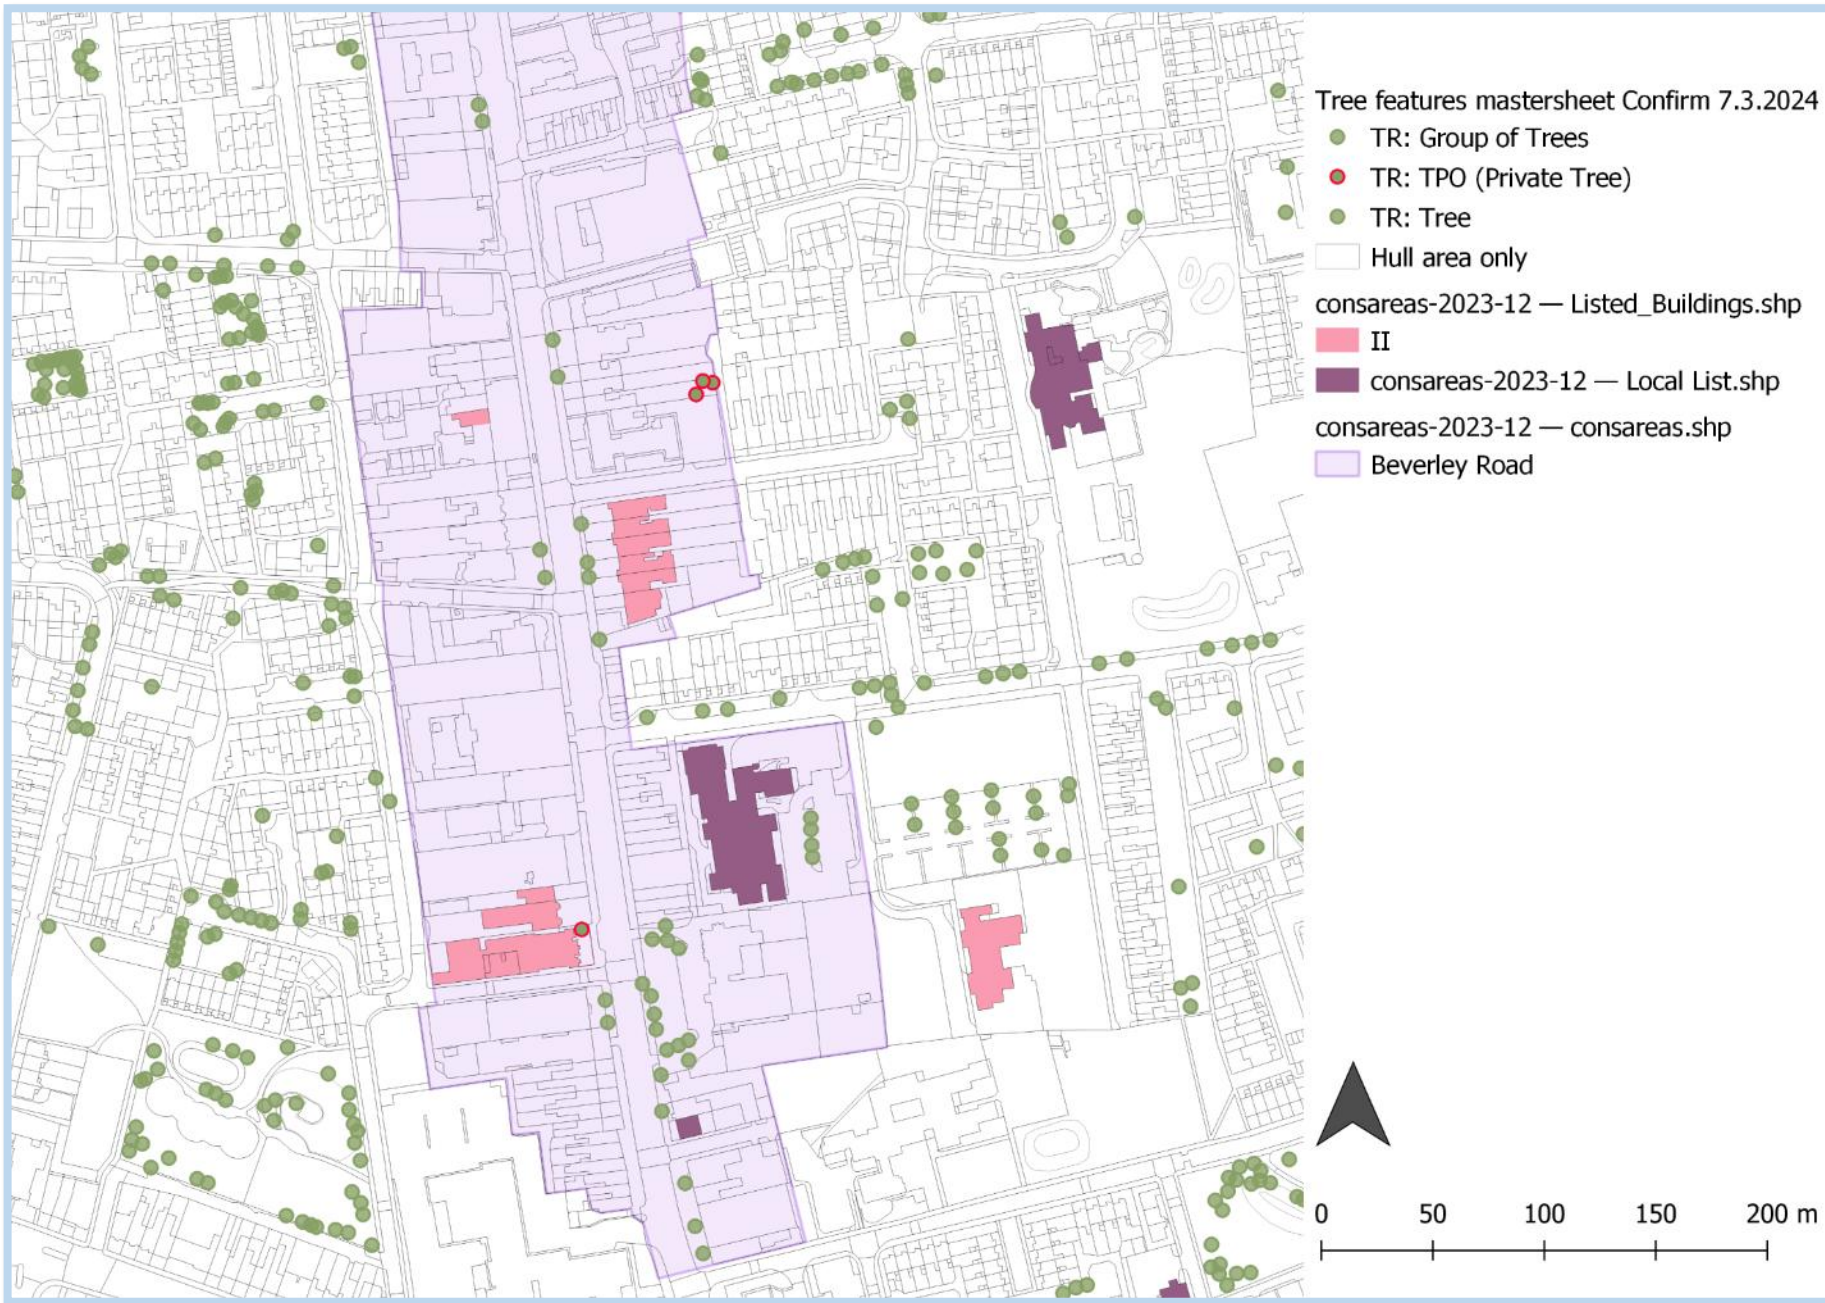 Tree features mastersheet Confirm 7.3.2024
TR: Group of Trees
TR: TPO (Private Tree)
TR: Tree
Hull area only
consareas-2023-12 — Listed_Buildings.shp
II
consareas-2023-12 — Local List.shp
consareas-2023-12 — consareas.shp
Beverley Road
0 50 100 150 200 m